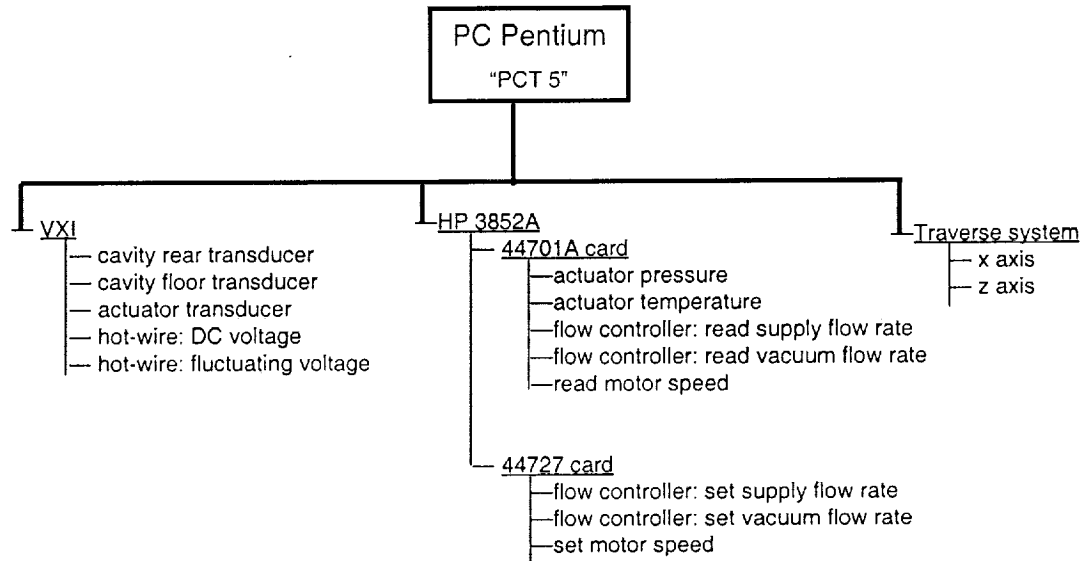 PC Pentium
"PCT 5"
VXI
cavity rear transducer
cavity floor transducer
actuator transducer
hot-wire: DC voltage
hot-wire: fluctuating voltage
HP 3852A
44701A card
actuator pressure
actuator temperature
flow controller: read supply flow rate
flow controller: read vacuum flow rate
read motor speed
44727 card
flow controller: set supply flow rate
flow controller: set vacuum flow rate
set motor speed
Traverse system
x axis
z axis